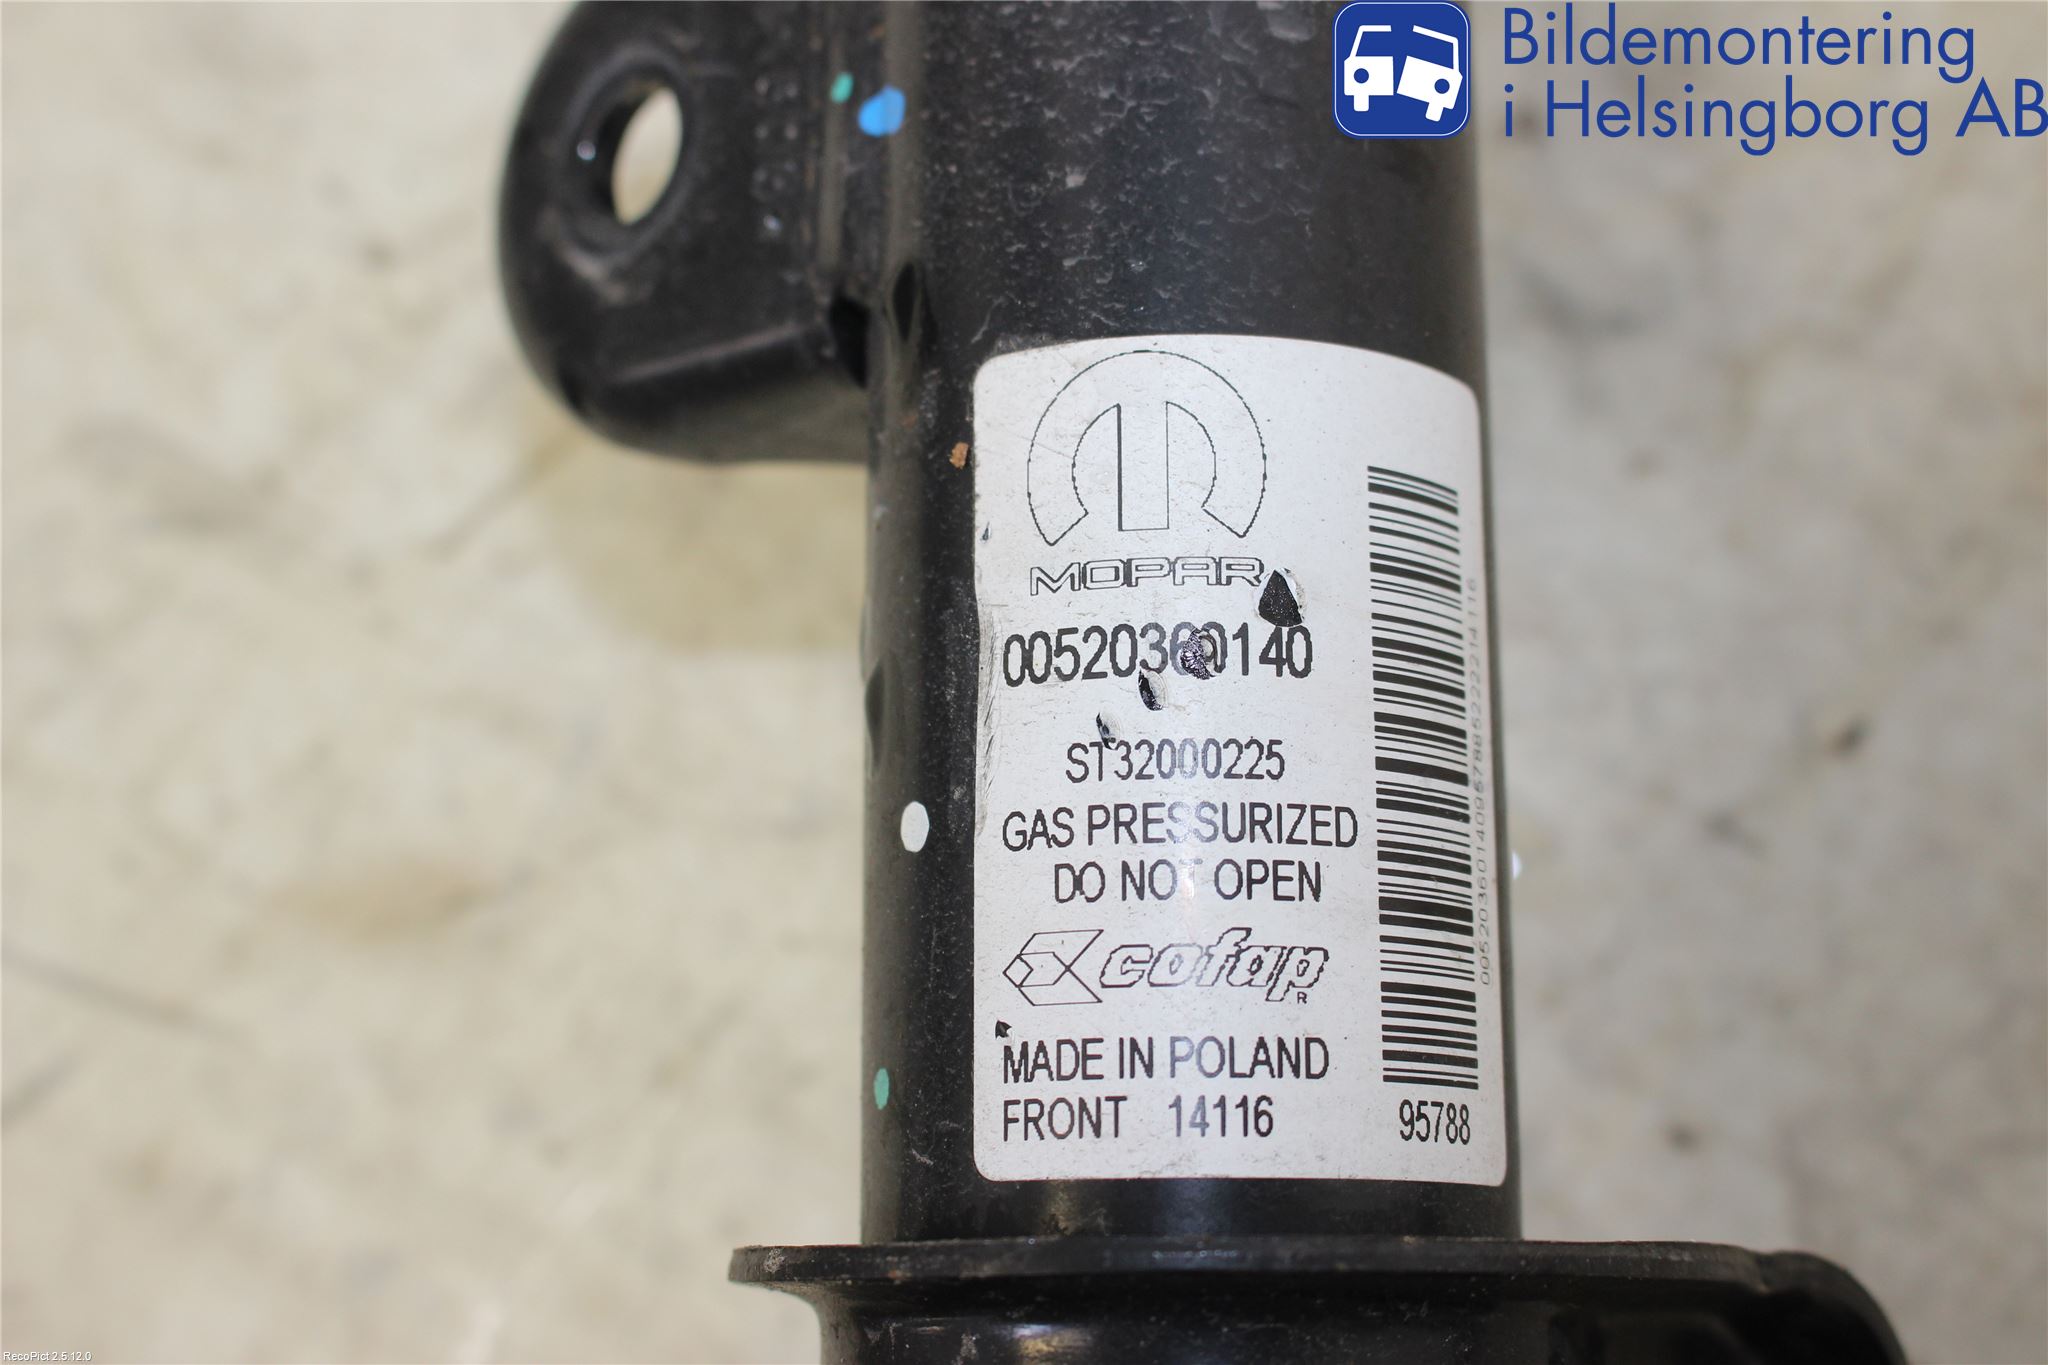 Bildemontering
i Helsingborg AB
MOPAR
00520360140
ST32000225
GAS PRESSURIZED
DO NOT OPEN
cofap
R
MADE IN POLAND
FRONT 14116
95788
RecoPict 2.5.12.0